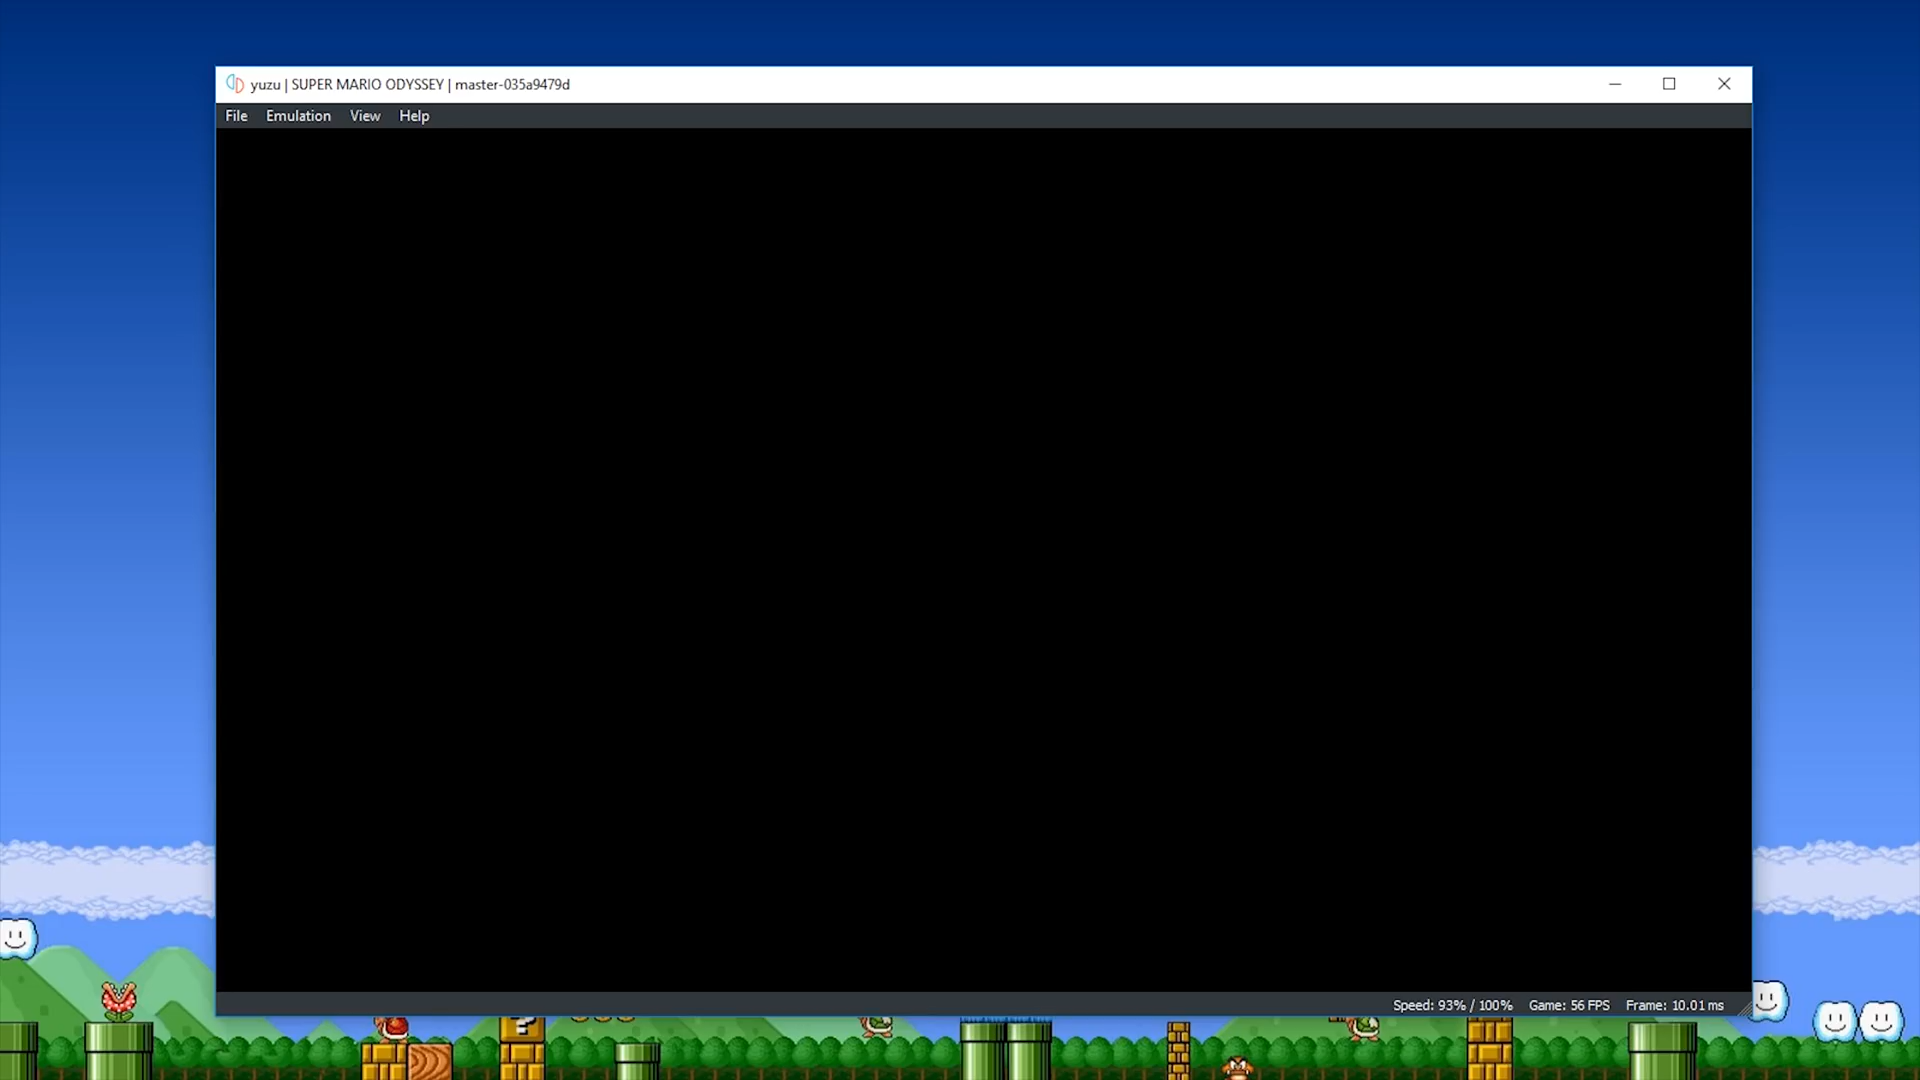 yuzu | SUPER MARIO ODYSSEY | master-035a9479d
File Emulation View Help
Speed: 93% / 100% Game: 56 FPS Frame: 10.01 ms
?